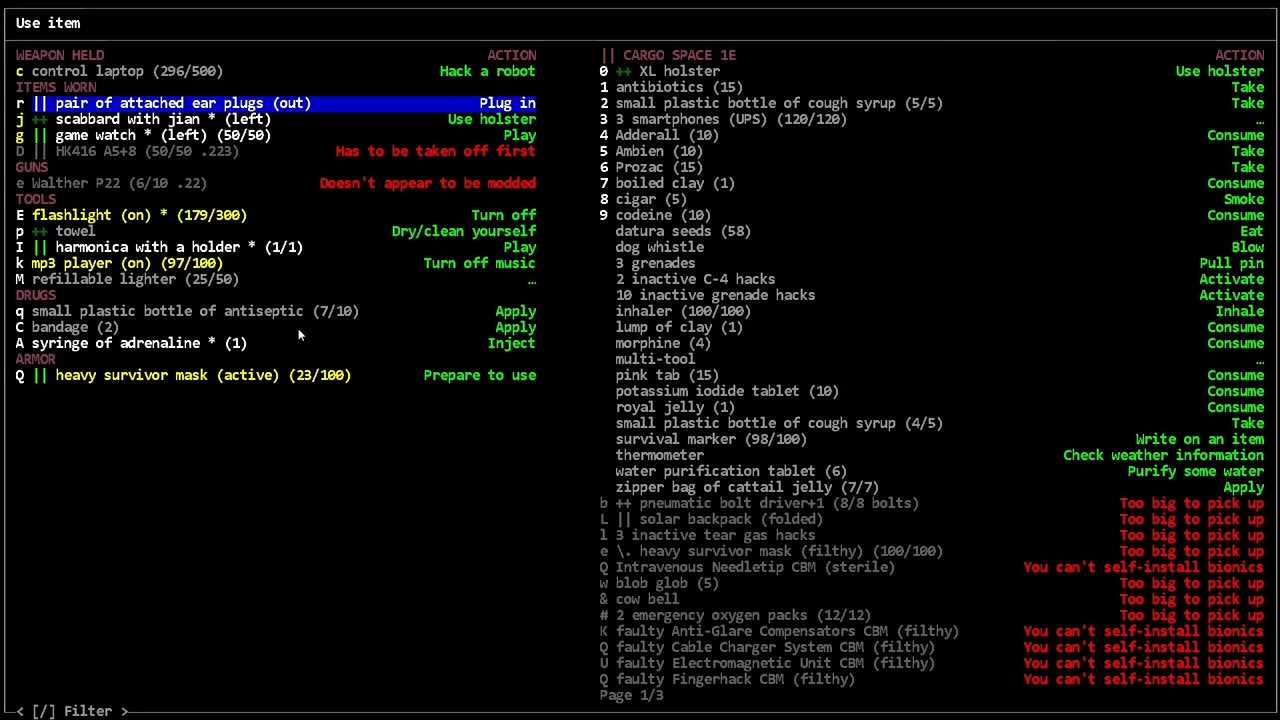 Use item
WEAPON HELD ACTION
c control laptop (296/500) Hack a robot
ITEMS WORN
r || pair of attached ear plugs (out) Plug in
j ++ scabbard with jian * (left) Use holster
g || game watch * (left) (50/50) Play
D || HK416 A5+8 (50/50 .223) Has to be taken off first
GUNS
e Walther P22 (6/10 .22) Doesn't appear to be modded
TOOLS
E flashlight (on) * (179/300) Turn off
p ++ towel Dry/clean yourself
I || harmonica with a holder * (1/1) Play
k mp3 player (on) (97/100) Turn off music
M refillable lighter (25/50) …
DRUGS
q small plastic bottle of antiseptic (7/10) Apply
C bandage (2) Apply
A syringe of adrenaline * (1) Inject
ARMOR
Q || heavy survivor mask (active) (23/100) Prepare to use
|| CARGO SPACE 1E ACTION
0 ++ XL holster Use holster
1 antibiotics (15) Take
2 small plastic bottle of cough syrup (5/5) Take
3 3 smartphones (UPS) (120/120) …
4 Adderall (10) Consume
5 Ambien (10) Take
6 Prozac (15) Take
7 boiled clay (1) Consume
8 cigar (5) Smoke
9 codeine (10) Consume
datura seeds (58) Eat
dog whistle Blow
3 grenades Pull pin
2 inactive C-4 hacks Activate
10 inactive grenade hacks Activate
inhaler (100/100) Inhale
lump of clay (1) Consume
morphine (4) Consume
multi-tool …
pink tab (15) Consume
potassium iodide tablet (10) Consume
royal jelly (1) Consume
small plastic bottle of cough syrup (4/5) Take
survival marker (98/100) Write on an item
thermometer Check weather information
water purification tablet (6) Purify some water
zipper bag of cattail jelly (7/7) Apply
b ++ pneumatic bolt driver+1 (8/8 bolts) Too big to pick up
L || solar backpack (folded) Too big to pick up
l 3 inactive tear gas hacks Too big to pick up
e \. heavy survivor mask (filthy) (100/100) Too big to pick up
Q Intravenous Needletip CBM (sterile) You can't self-install bionics
w blob glob (5) Too big to pick up
& cow bell Too big to pick up
# 2 emergency oxygen packs (12/12) Too big to pick up
K faulty Anti-Glare Compensators CBM (filthy) You can't self-install bionics
Q faulty Cable Charger System CBM (filthy) You can't self-install bionics
U faulty Electromagnetic Unit CBM (filthy) You can't self-install bionics
Q faulty Fingerhack CBM (filthy) You can't self-install bionics
Page 1/3
< [/] Filter >